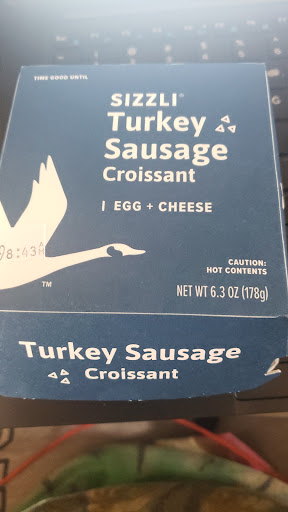 TIME GOOD UNTIL
SIZZLI®
Turkey
Sausage
Croissant
| EGG + CHEESE
8:43
TM
CAUTION:
HOT CONTENTS
NET WT 6.3 OZ (178g)
Turkey Sausage
Croissant